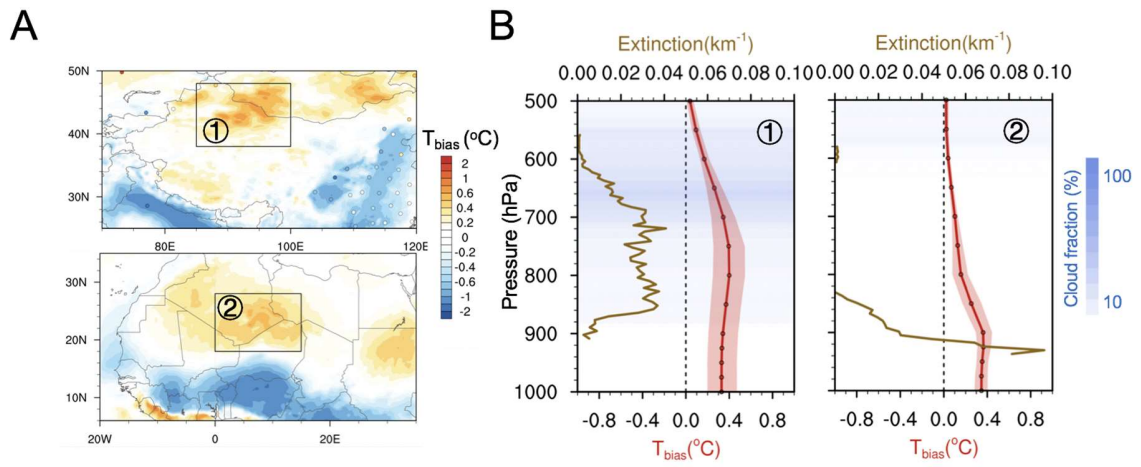 A
B
50N
40N
30N
80E
100E
120E
①
30N
20N
10N
20W
0
10E
20E
30E
②
T_bias (°C)
2
1
0.6
0.4
0.2
0
-0.2
-0.4
-0.6
-1
-2
Extinction(km⁻¹)
0.00 0.02 0.04 0.06 0.08 0.10
500
600
700
800
900
1000
Pressure (hPa)
①
-0.8 -0.4 0.0 0.4 0.8
T_bias(°C)
Extinction(km⁻¹)
0.00 0.02 0.04 0.06 0.08 0.10
②
-0.8 -0.4 0.0 0.4 0.8
T_bias(°C)
Cloud fraction (%)
100
10